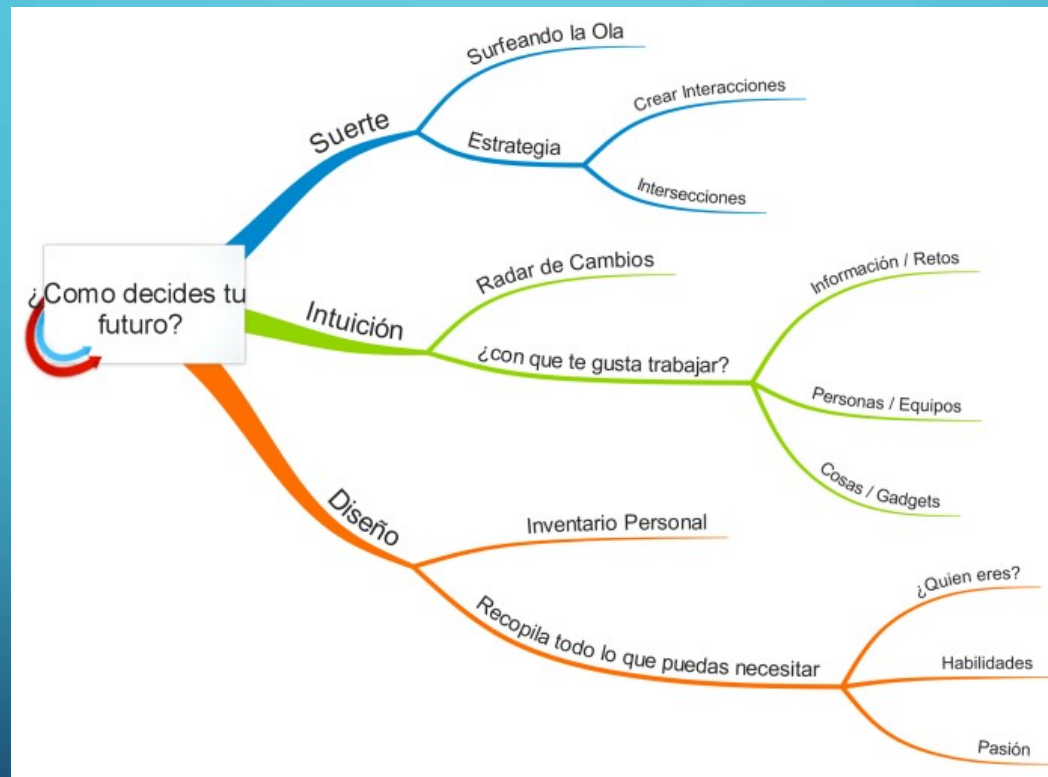 ¿Como decides tu
futuro?
Suerte
Surfeando la Ola
Estrategia
Crear Interacciones
Intersecciones
Intuición
Radar de Cambios
¿con que te gusta trabajar?
Información / Retos
Personas / Equipos
Cosas / Gadgets
Diseño
Inventario Personal
Recopila todo lo que puedas necesitar
¿Quien eres?
Habilidades
Pasión